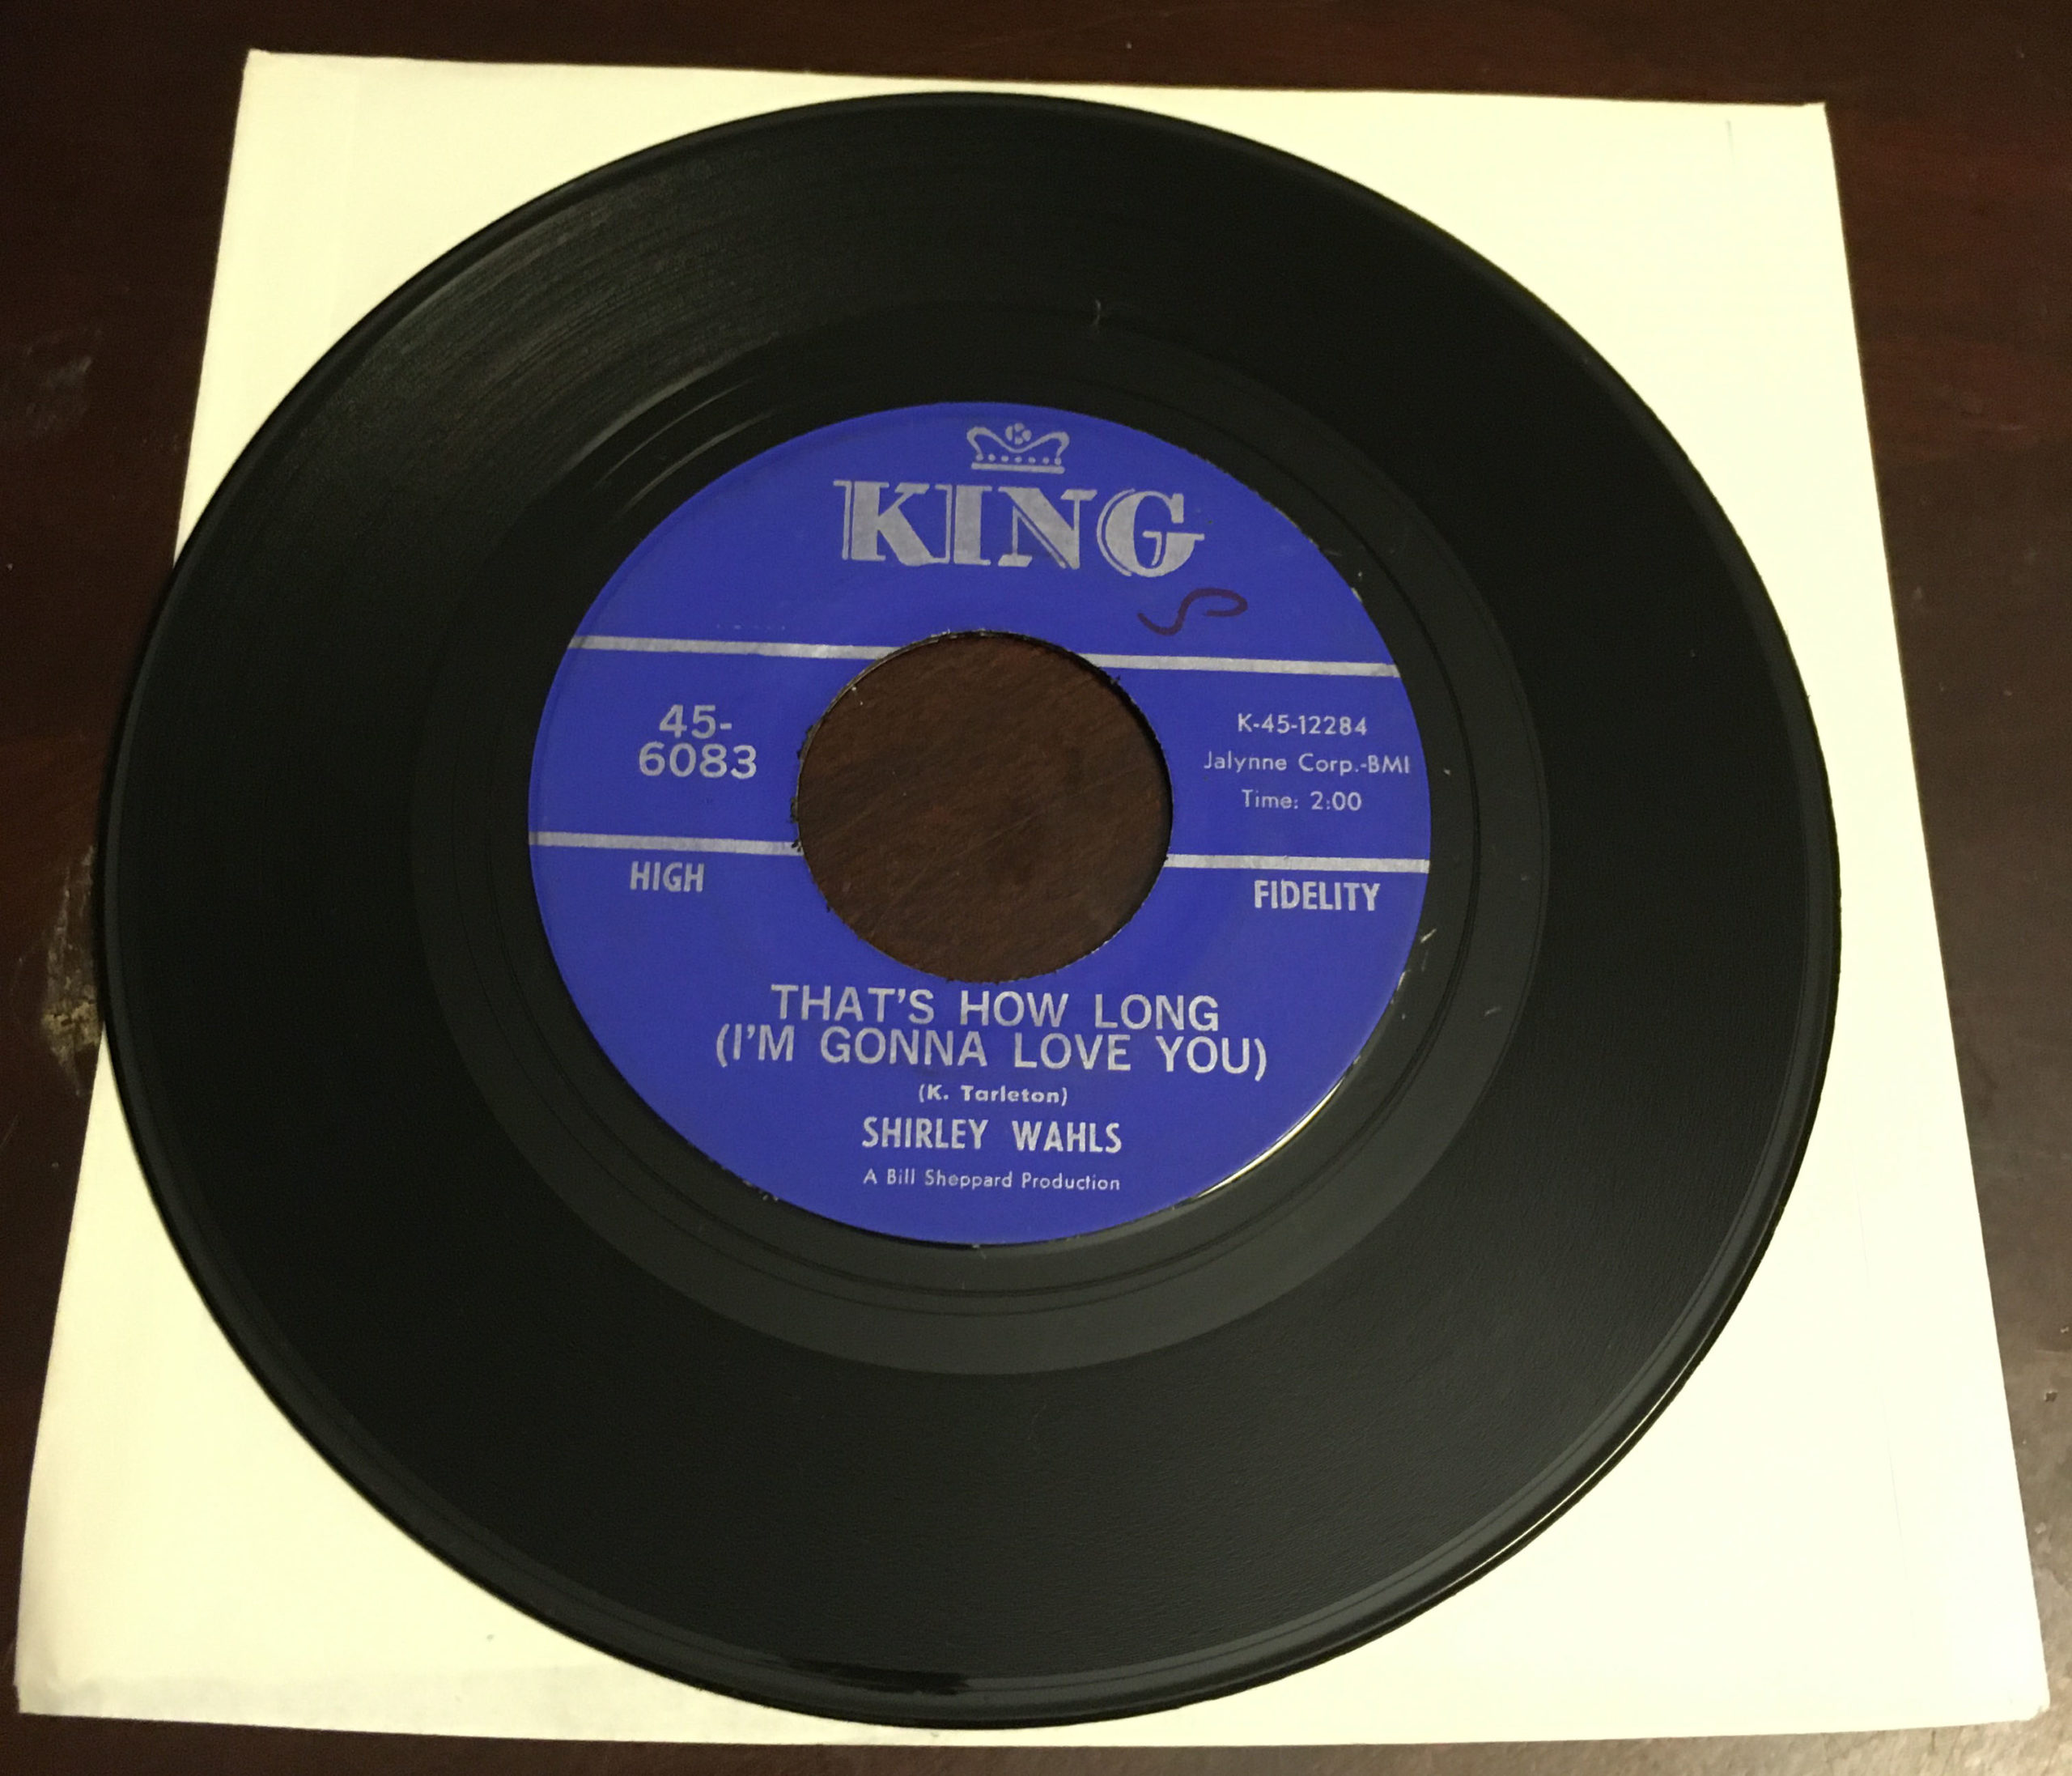 KING
45-
6083
K-45-12284
Jalynne Corp.-BMI
Time: 2:00
HIGH FIDELITY
THAT'S HOW LONG
(I'M GONNA LOVE YOU)
(K. Tarleton)
SHIRLEY WAHLS
A Bill Sheppard Production